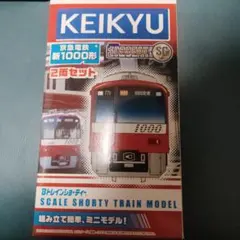 KEIKYU
京急電鉄
新1000形
2両セット
SP
1000
Bトレインショーティー
SCALE SHORTY TRAIN MODEL
組み立て簡単、ミニモデル!